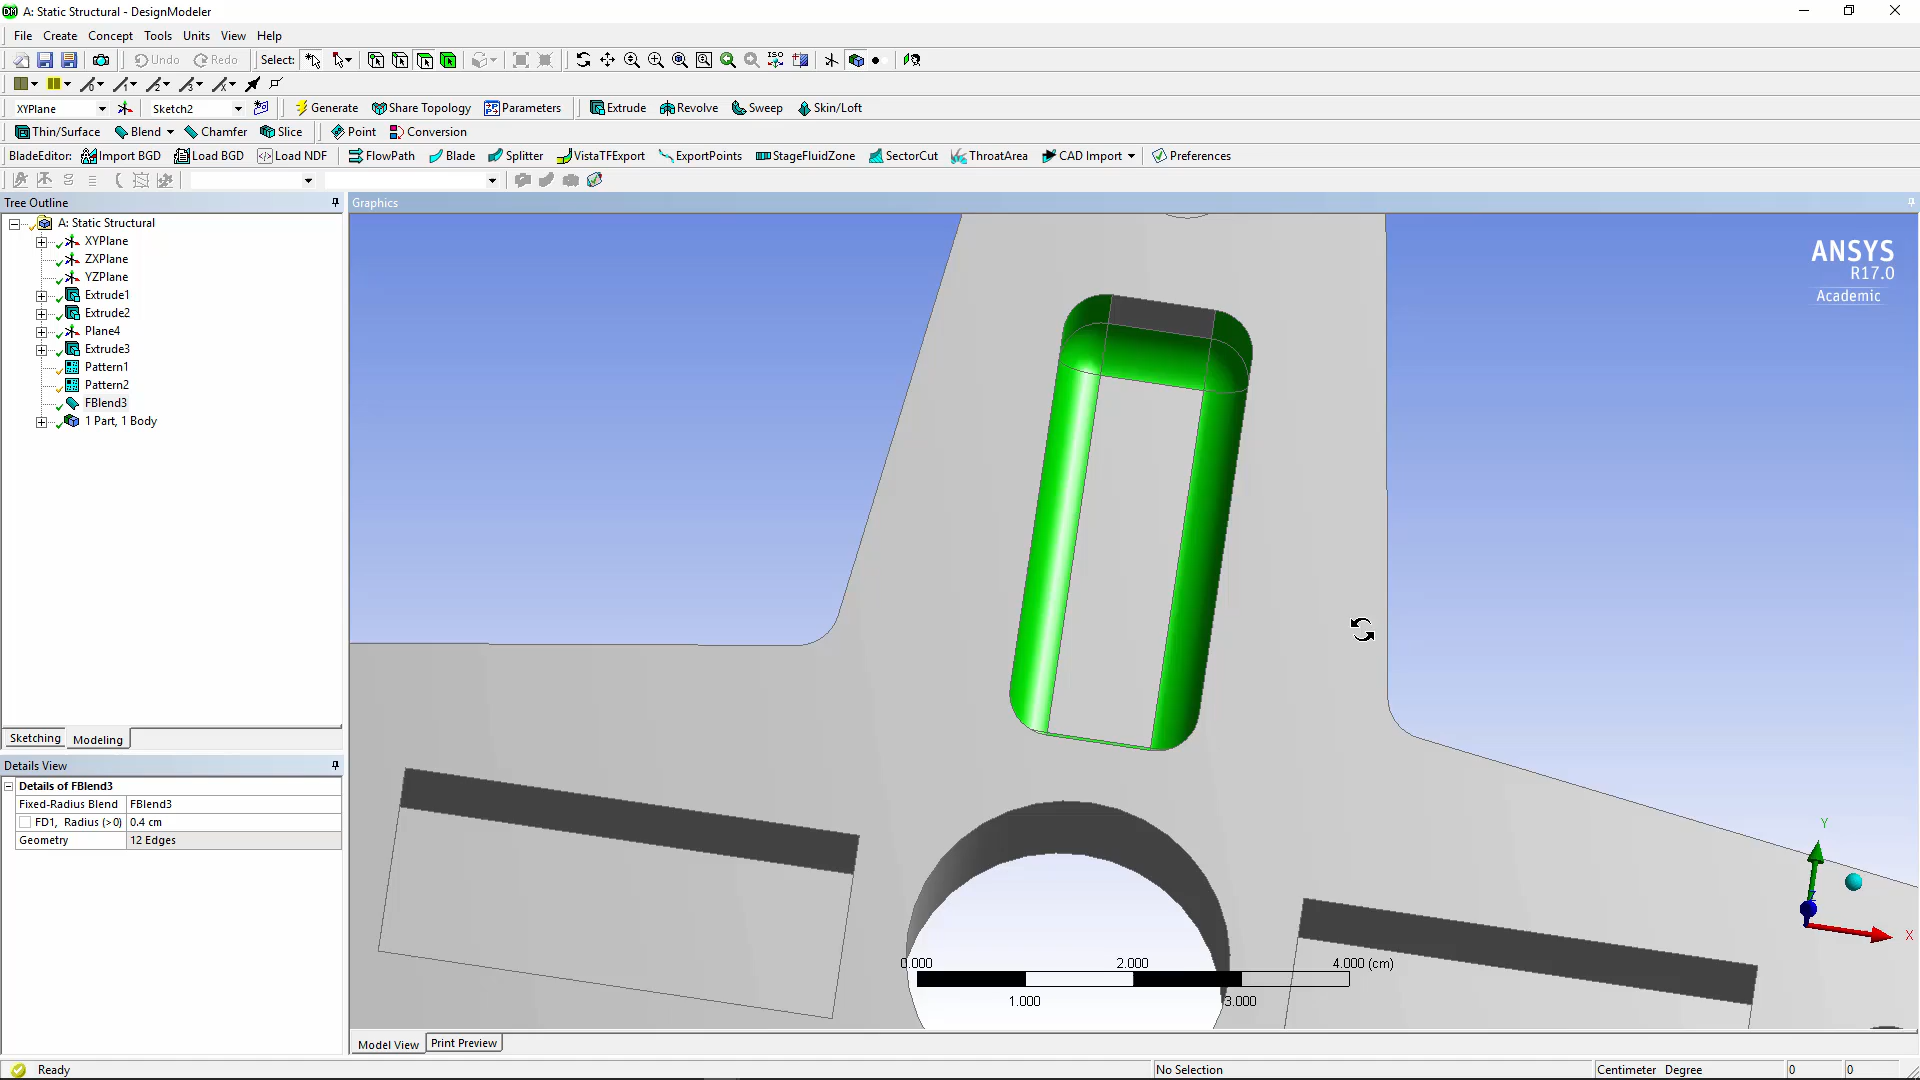 A: Static Structural - DesignModeler
File Create Concept Tools Units View Help
Undo Redo Select: ISO
XYPlane Sketch2 Generate Share Topology Parameters Extrude Revolve Sweep Skin/Loft
Thin/Surface Blend Chamfer Slice Point Conversion
BladeEditor: Import BGD Load BGD Load NDF FlowPath Blade Splitter VistaTFExport ExportPoints StageFluidZone SectorCut ThroatArea CAD Import Preferences
Tree Outline
Graphics
A: Static Structural
XYPlane
ZXPlane
YZPlane
Extrude1
Extrude2
Plane4
Extrude3
Pattern1
Pattern2
FBlend3
1 Part, 1 Body
Sketching Modeling
Details View
Details of FBlend3
Fixed-Radius Blend FBlend3
FD1, Radius (>0) 0.4 cm
Geometry 12 Edges
ANSYS
R17.0
Academic
Y
X
0.000 2.000 4.000 (cm)
1.000 3.000
Model View Print Preview
Ready No Selection Centimeter Degree 0 0